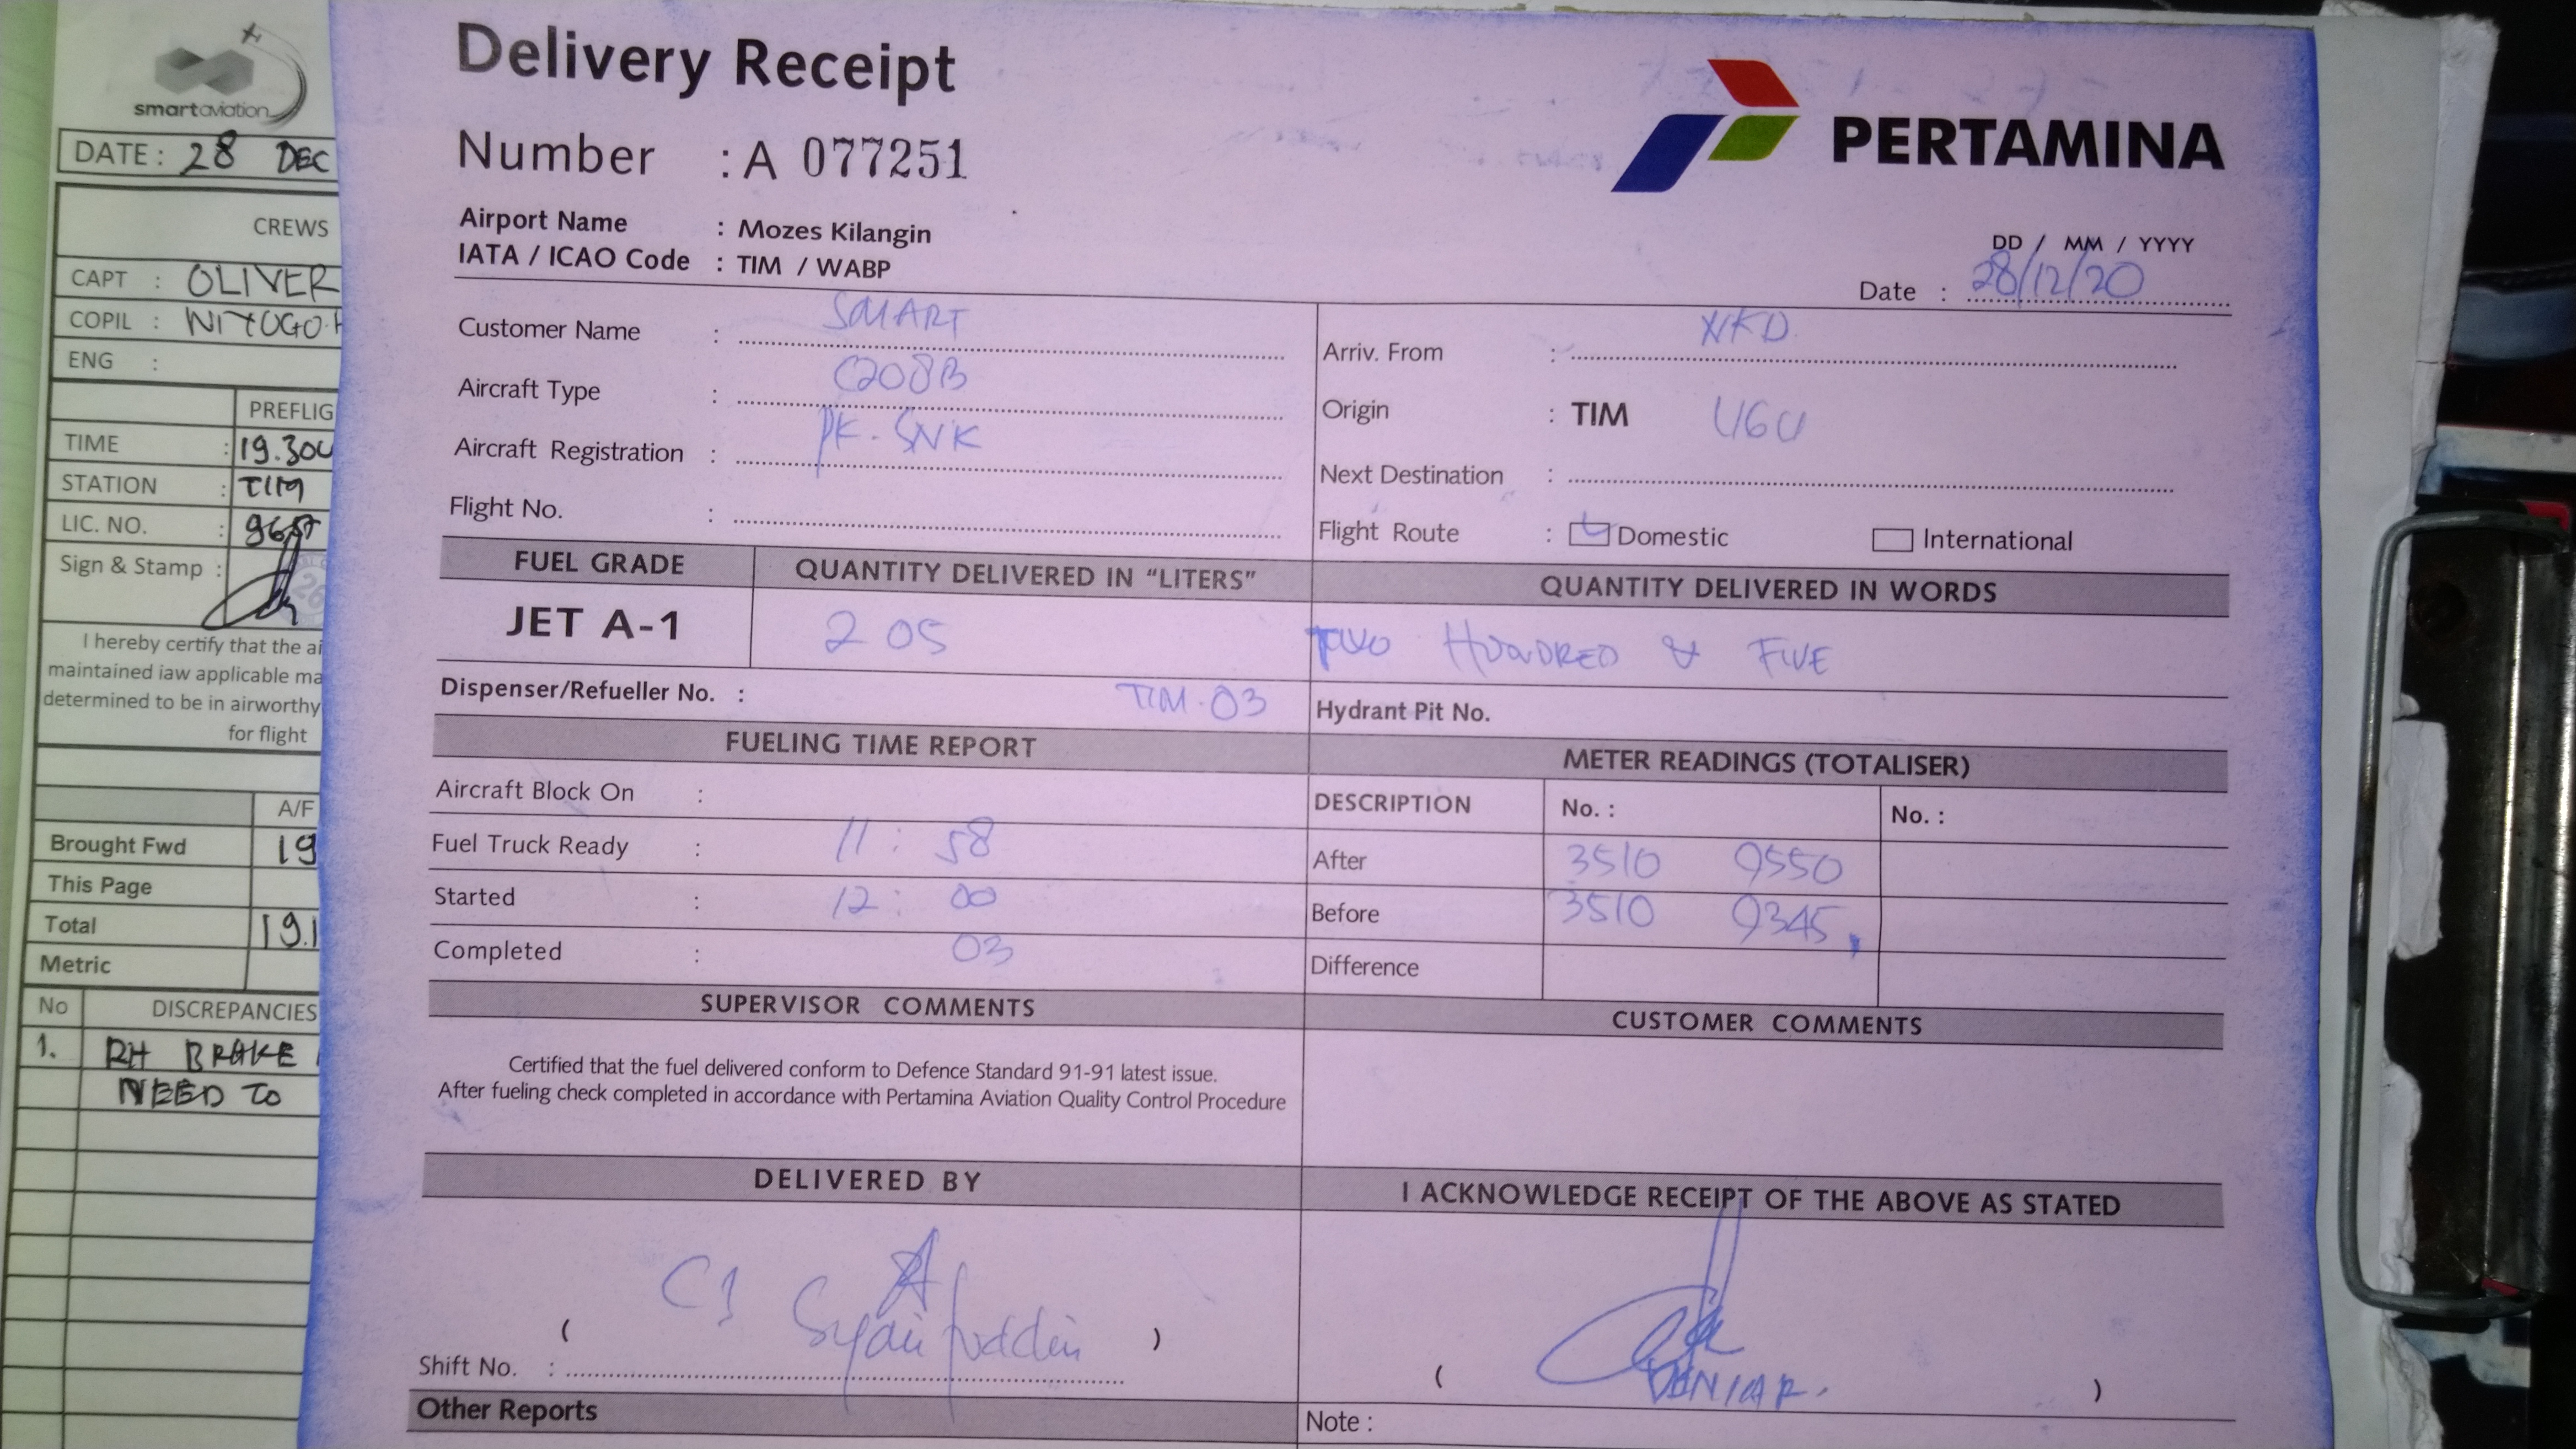 smartaviation
DATE : 28 DEC
CREWS
CAPT : OLIVER
COPIL :
ENG :
PREFLIG
TIME : 19.30U
STATION : TIM
LIC. NO. :
Sign & Stamp :
I hereby certify that the ai
maintained iaw applicable ma
determined to be in airworthy
for flight
A/F
Brought Fwd 19
This Page
Total 19.1
Metric
No DISCREPANCIES
1. RH BRAKE
NEED TO
Delivery Receipt
Number : A 077251
PERTAMINA
Airport Name : Mozes Kilangin
IATA / ICAO Code : TIM / WABP
DD / MM / YYYY
Date : 28/12/20
Customer Name : SMART
Aircraft Type : C208B
Aircraft Registration : PK-SNK
Flight No. :
Arriv. From : NKD
Origin : TIM UGU
Next Destination :
Flight Route : Domestic International
FUEL GRADE QUANTITY DELIVERED IN "LITERS" QUANTITY DELIVERED IN WORDS
JET A-1 205 TWO HUNDRED & FIVE
Dispenser/Refueller No. : TIM-03 Hydrant Pit No.
FUELING TIME REPORT
Aircraft Block On :
Fuel Truck Ready : 11 : 58
Started : 12 : 00
Completed : 03
METER READINGS (TOTALISER)
DESCRIPTION No. : No. :
After 3510 9550
Before 3510 9345
Difference
SUPERVISOR COMMENTS
Certified that the fuel delivered conform to Defence Standard 91-91 latest issue.
After fueling check completed in accordance with Pertamina Aviation Quality Control Procedure
CUSTOMER COMMENTS
DELIVERED BY
( Syaifuddin )
Shift No. :
I ACKNOWLEDGE RECEIPT OF THE ABOVE AS STATED
( )
Other Reports
Note :